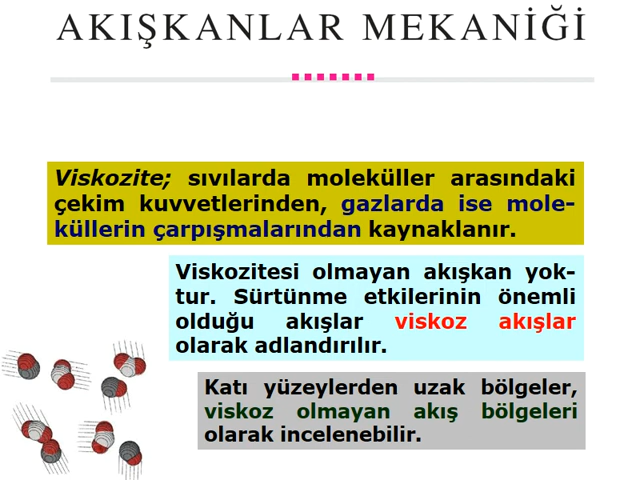 AKIŞKANLAR MEKANİĞİ
Viskozite; sıvılarda moleküller arasındaki
çekim kuvvetlerinden, gazlarda ise mole-
küllerin çarpışmalarından kaynaklanır.
Viskozitesi olmayan akışkan yok-
tur. Sürtünme etkilerinin önemli
olduğu akışlar viskoz akışlar
olarak adlandırılır.
Katı yüzeylerden uzak bölgeler,
viskoz olmayan akış bölgeleri
olarak incelenebilir.